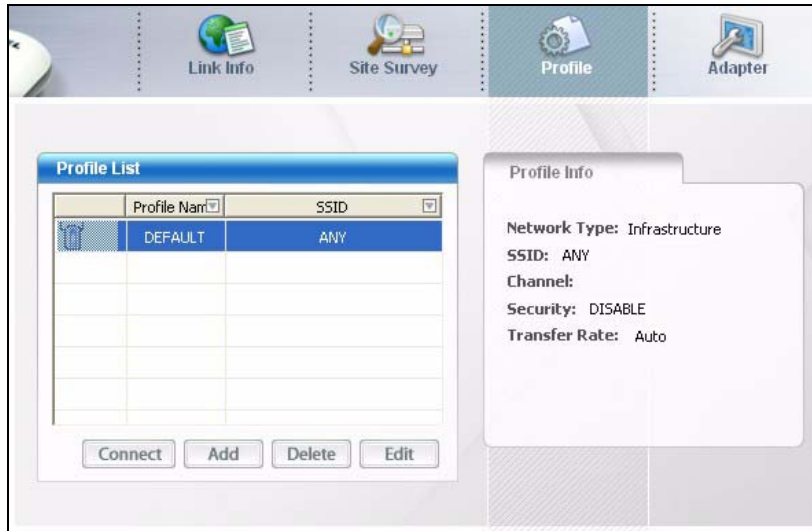 Link Info Site Survey Profile Adapter
Profile List
Profile Nam SSID
DEFAULT ANY
Connect Add Delete Edit
Profile Info
Network Type: Infrastructure
SSID: ANY
Channel:
Security: DISABLE
Transfer Rate: Auto